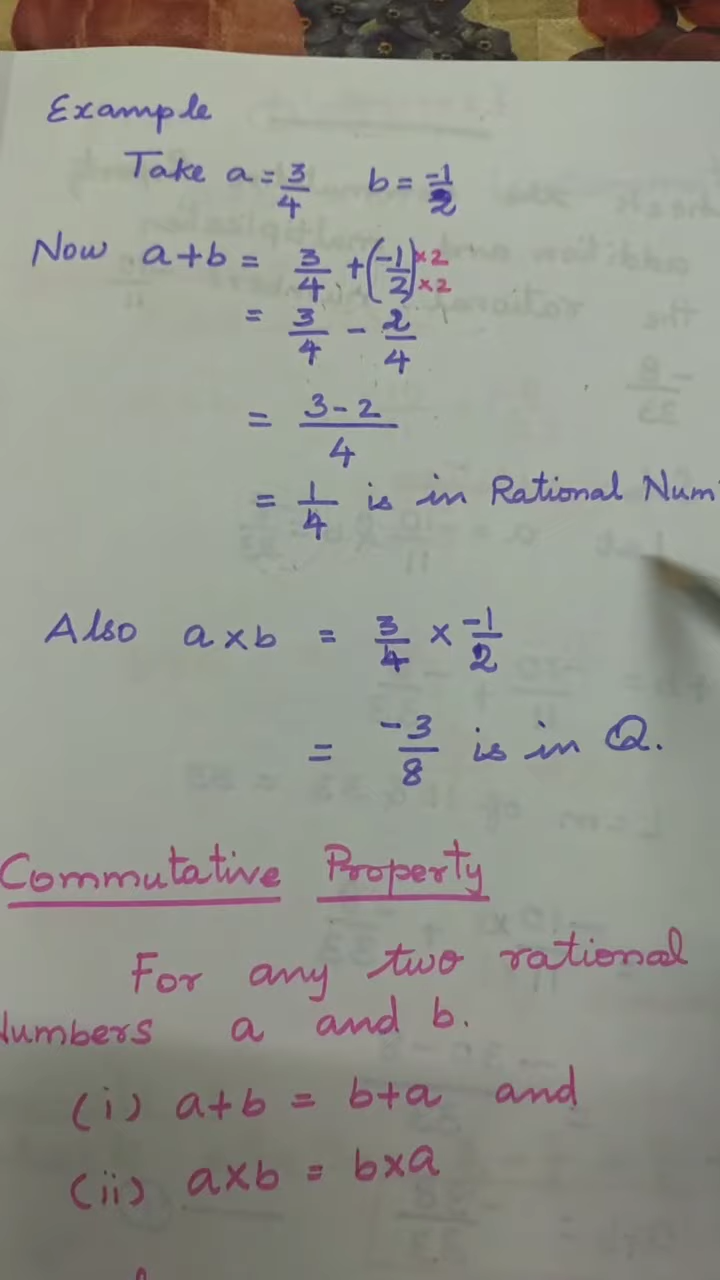 Example
Take a = 3/4 b = -1/2
Now a+b = 3/4 + (-1/2) ×2 ×2
= 3/4 - 2/4
= 3-2/4
= 1/4 is in Rational Num
Also a×b = 3/4 × -1/2
= -3/8 is in Q.
Commutative Property
For any two rational
Numbers a and b.
(i) a+b = b+a and
(ii) a×b = b×a